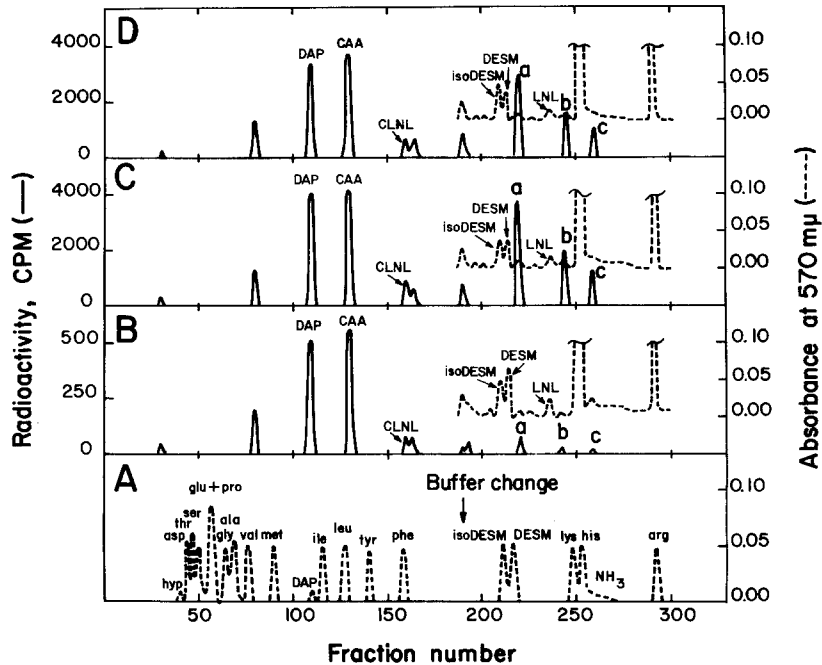 D
4000
2000
0
DAP
CAA
CLNL
isoDESM
DESM
a
LNL
b
c
0.10
0.05
0.00
C
4000
2000
0
DAP
CAA
CLNL
isoDESM
DESM
a
LNL
b
c
0.10
0.05
0.00
B
500
250
0
DAP
CAA
CLNL
isoDESM
DESM
LNL
a
b
c
0.10
0.05
0.00
A
Buffer change
glu + pro
ser
thr
asp
hyp
ala
gly
val
met
DAP
ile
leu
tyr
phe
isoDESM
DESM
lys
his
NH3
arg
0.10
0.05
0.00
50
100
150
200
250
300
Fraction number
Radioactivity, CPM (—)
Absorbance at 570 mμ (----)